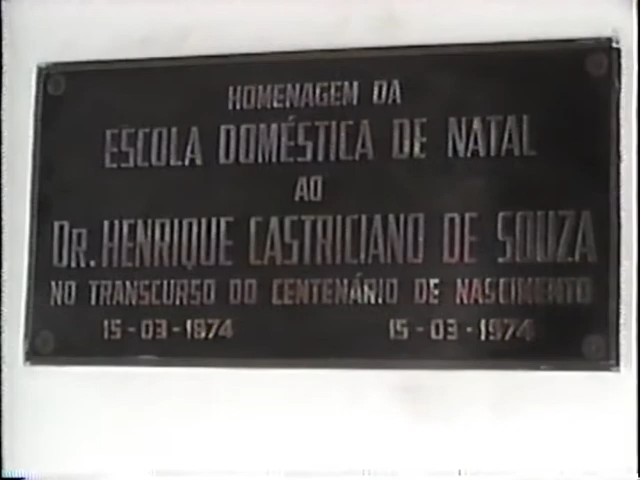 HOMENAGEM DA
ESCOLA DOMÉSTICA DE NATAL
AO
DR. HENRIQUE CASTRICIANO DE SOUZA
NO TRANSCURSO DO CENTENÁRIO DE NASCIMENTO
15-03-1874 15-03-1974